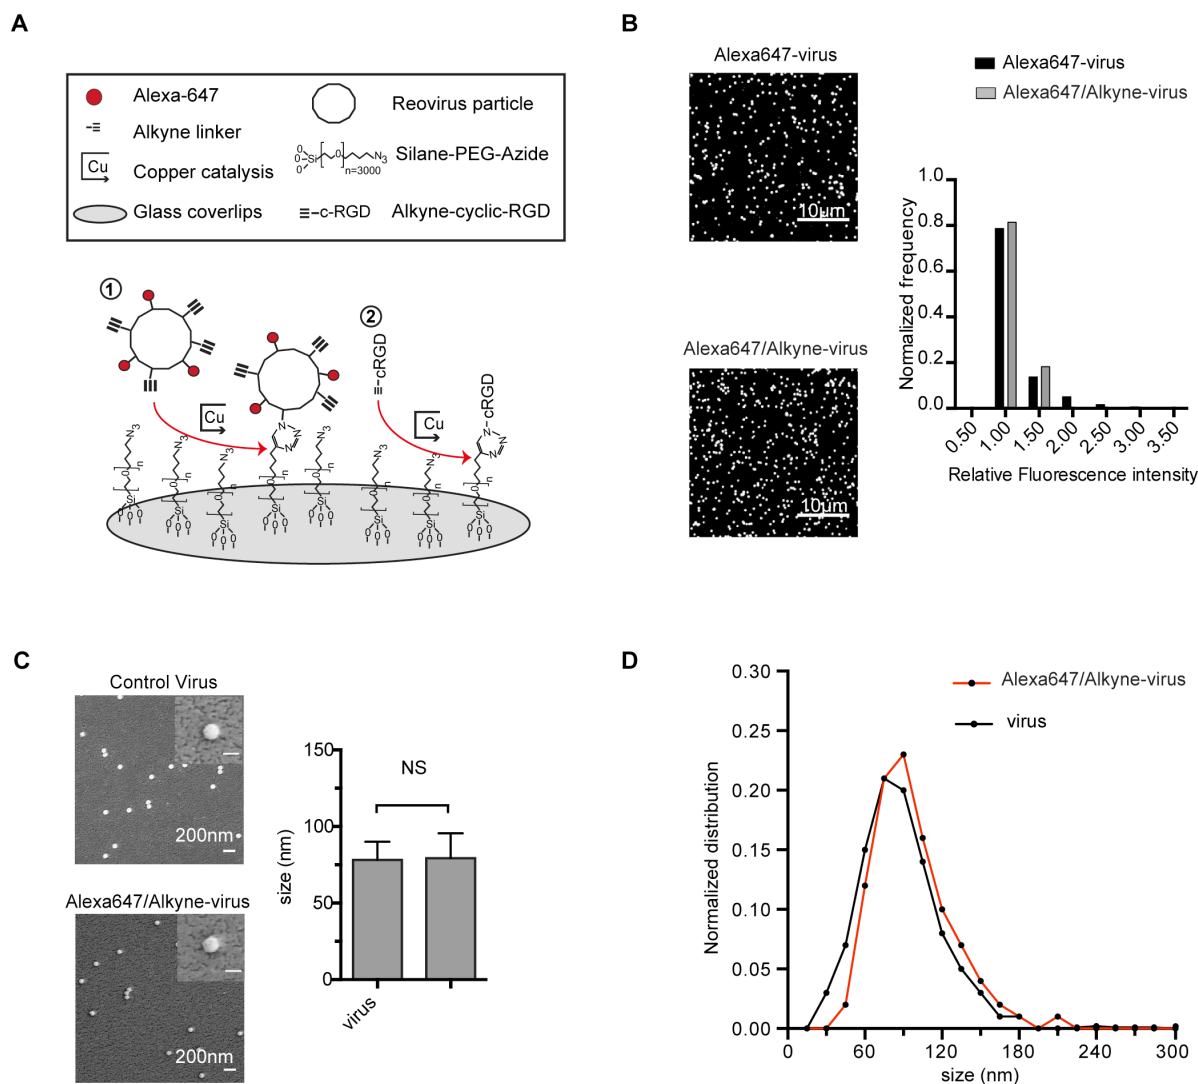 A
Alexa-647
Alkyne linker
Cu
Copper catalysis
Glass coverlips
Reovirus particle
Silane-PEG-Azide
n=3000
≡–c-RGD
Alkyne-cyclic-RGD
1
2
Cu
Cu
≡–cRGD
cRGD
B
Alexa647-virus
10µm
Alexa647/Alkyne-virus
10µm
Alexa647-virus
Alexa647/Alkyne-virus
Normalized frequency
1.0
0.8
0.6
0.4
0.2
0.0
0.50
1.00
1.50
2.00
2.50
3.00
3.50
Relative Fluorescence intensity
C
Control Virus
200nm
Alexa647/Alkyne-virus
200nm
size (nm)
150
100
50
0
NS
virus
D
Alexa647/Alkyne-virus
virus
Normalized distribution
0.30
0.25
0.20
0.15
0.10
0.05
0.00
0
60
120
180
240
300
size (nm)